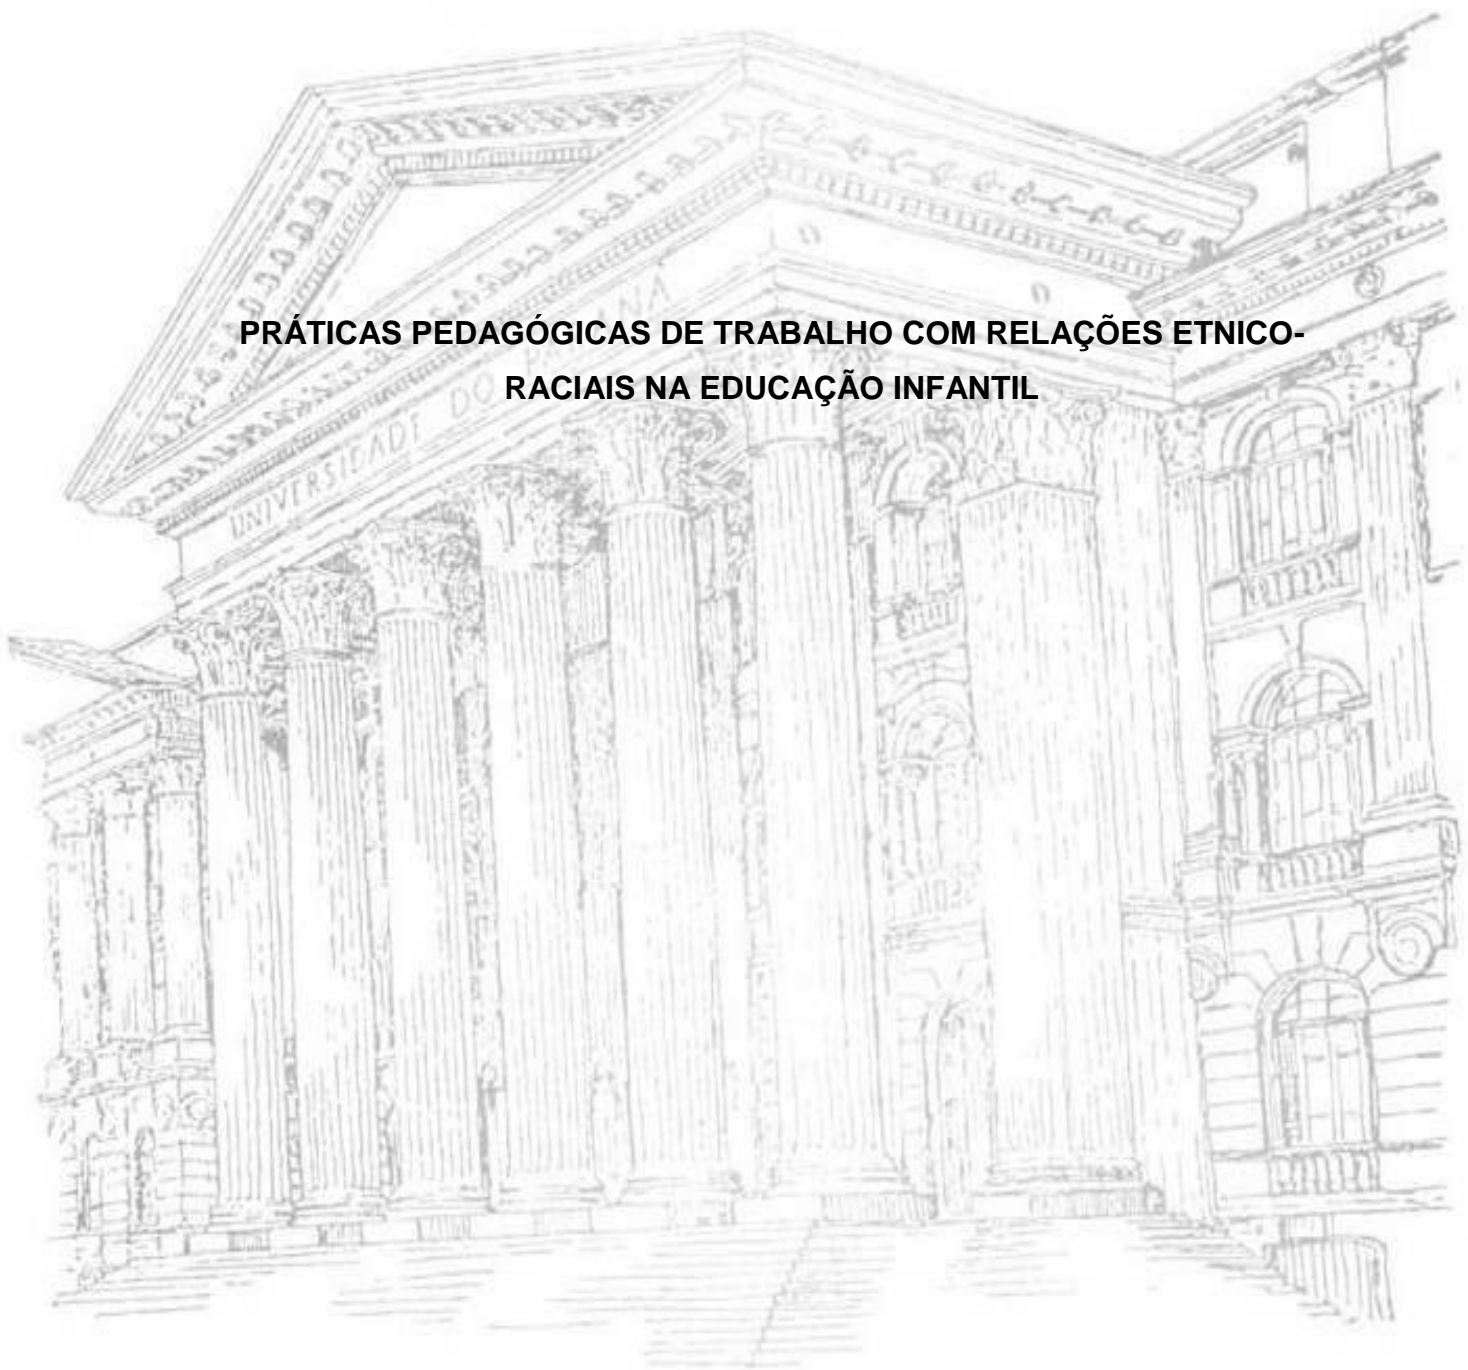 PRÁTICAS PEDAGÓGICAS DE TRABALHO COM RELAÇÕES ETNICO-
RACIAIS NA EDUCAÇÃO INFANTIL
UNIVERSIDADE DO